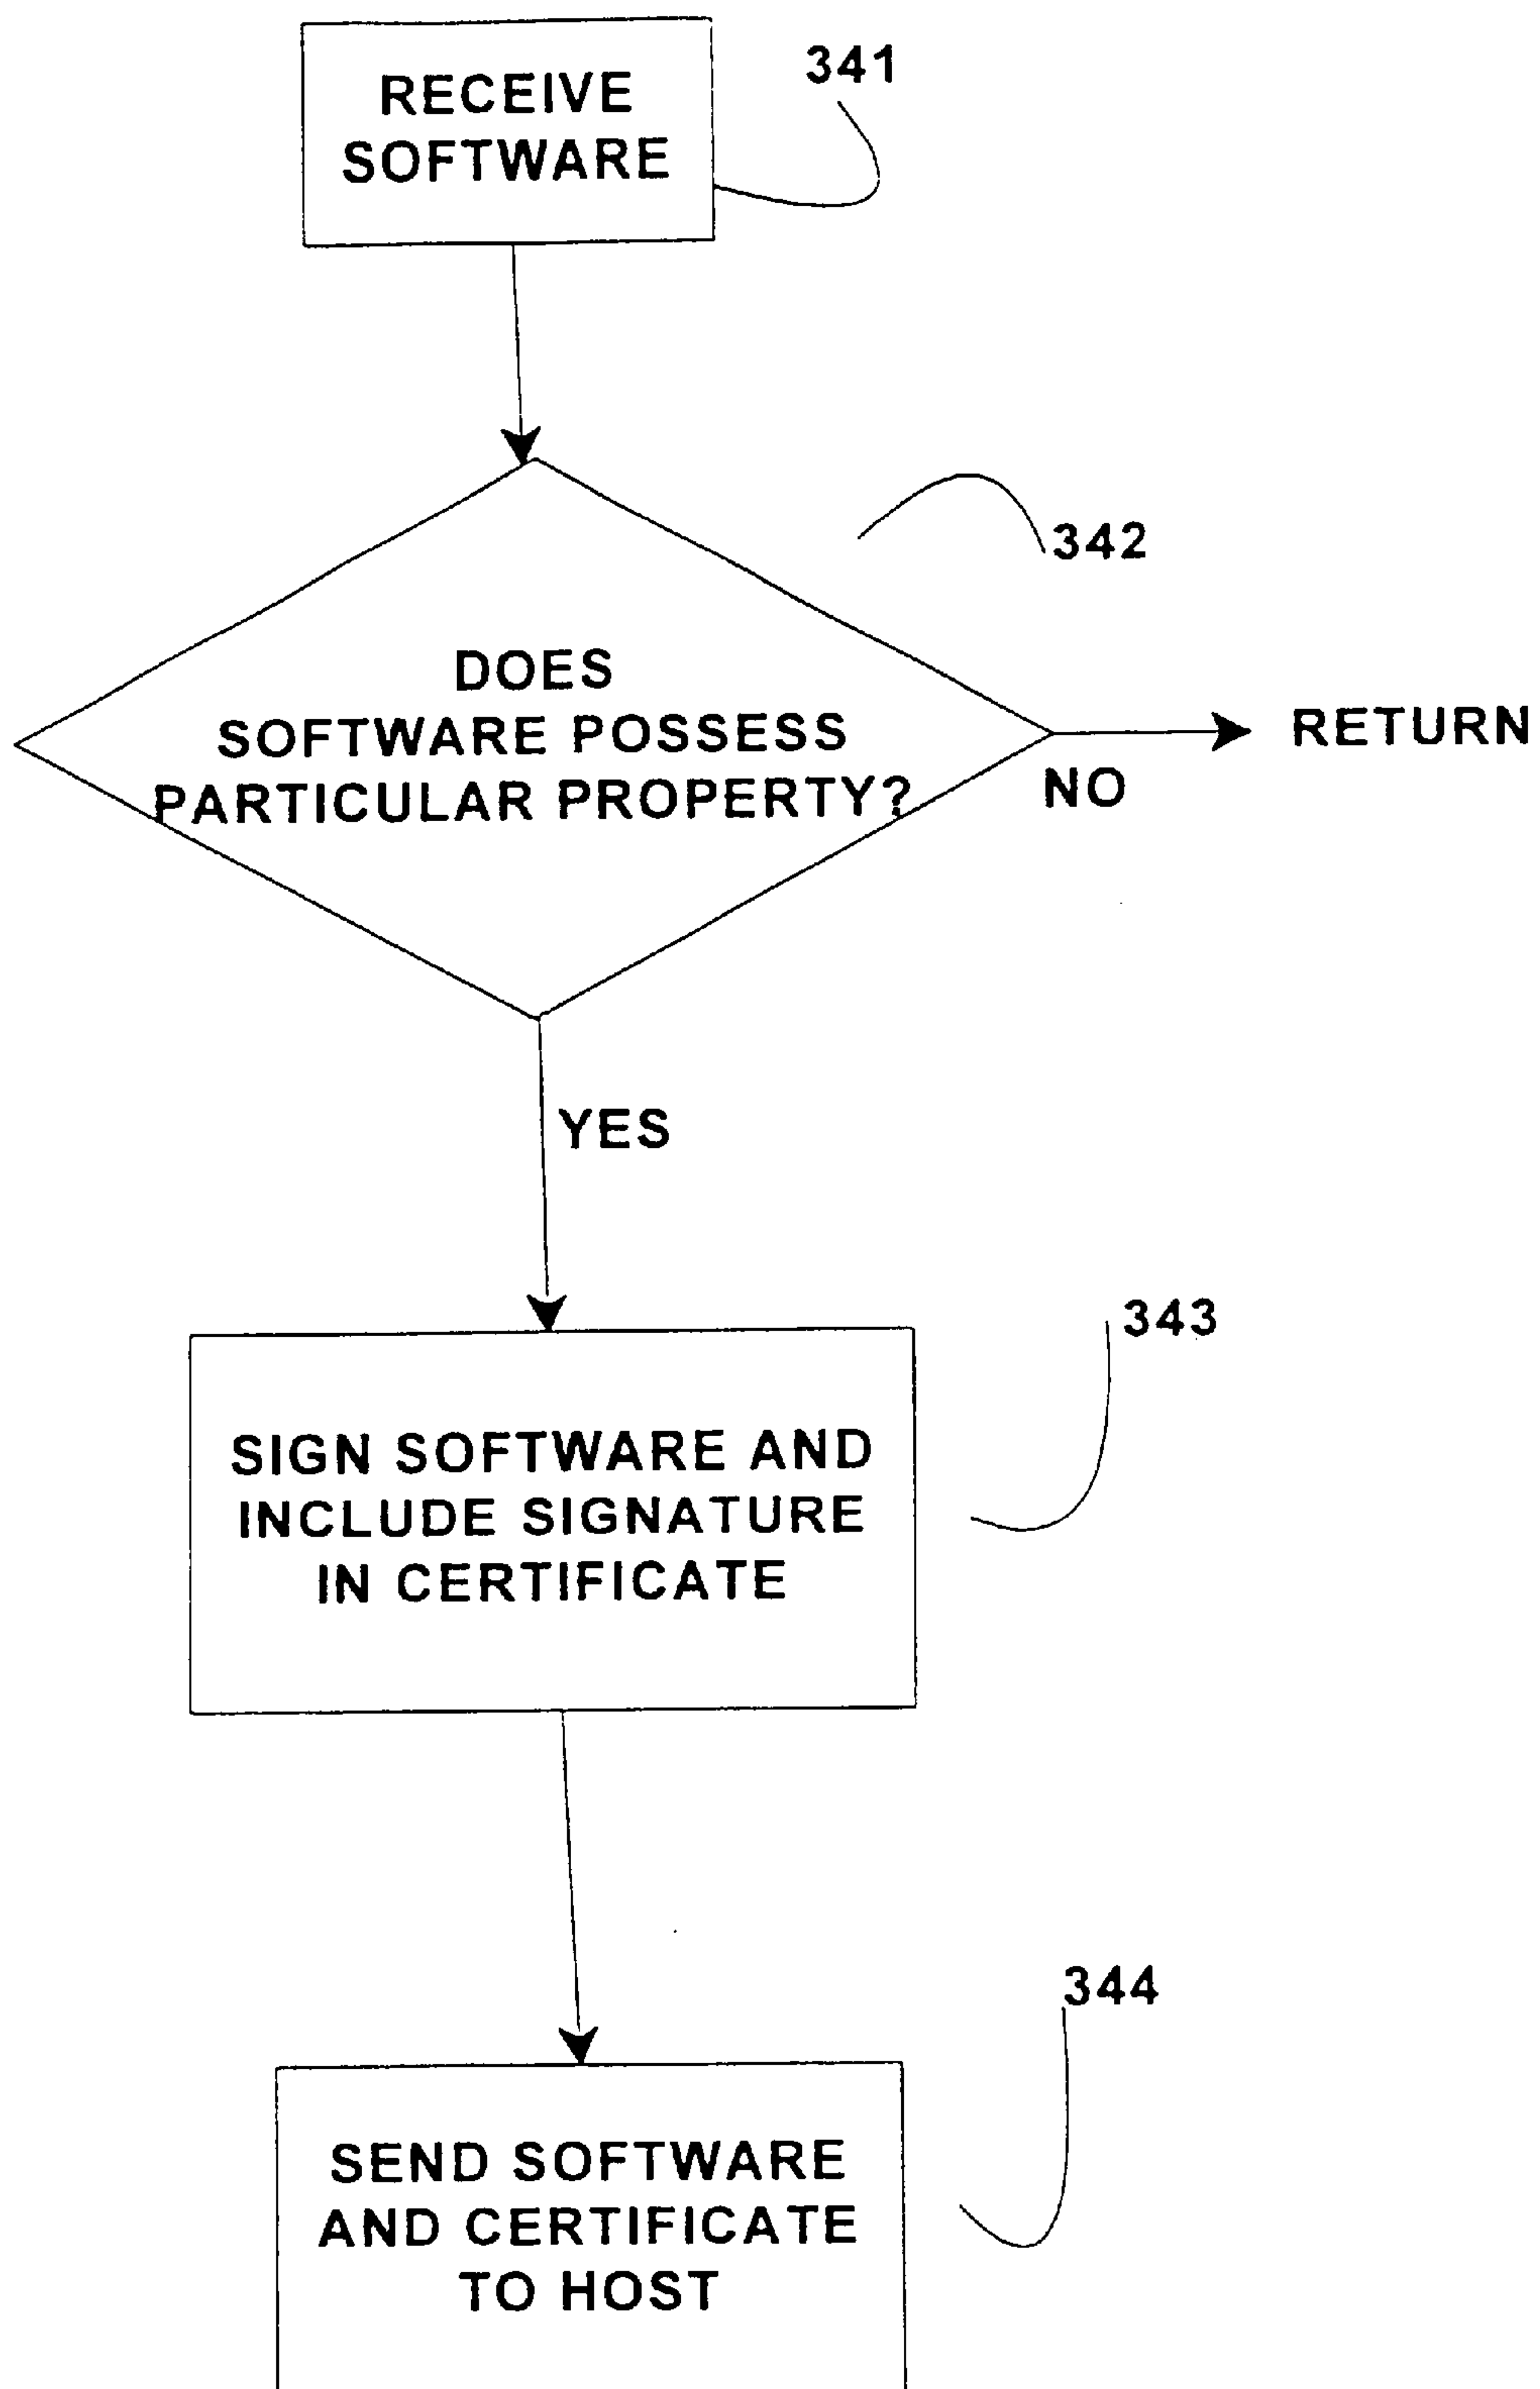 RECEIVE
SOFTWARE
341
342
DOES
SOFTWARE POSSESS
PARTICULAR PROPERTY?
RETURN
NO
YES
343
SIGN SOFTWARE AND
INCLUDE SIGNATURE
IN CERTIFICATE
344
SEND SOFTWARE
AND CERTIFICATE
TO HOST